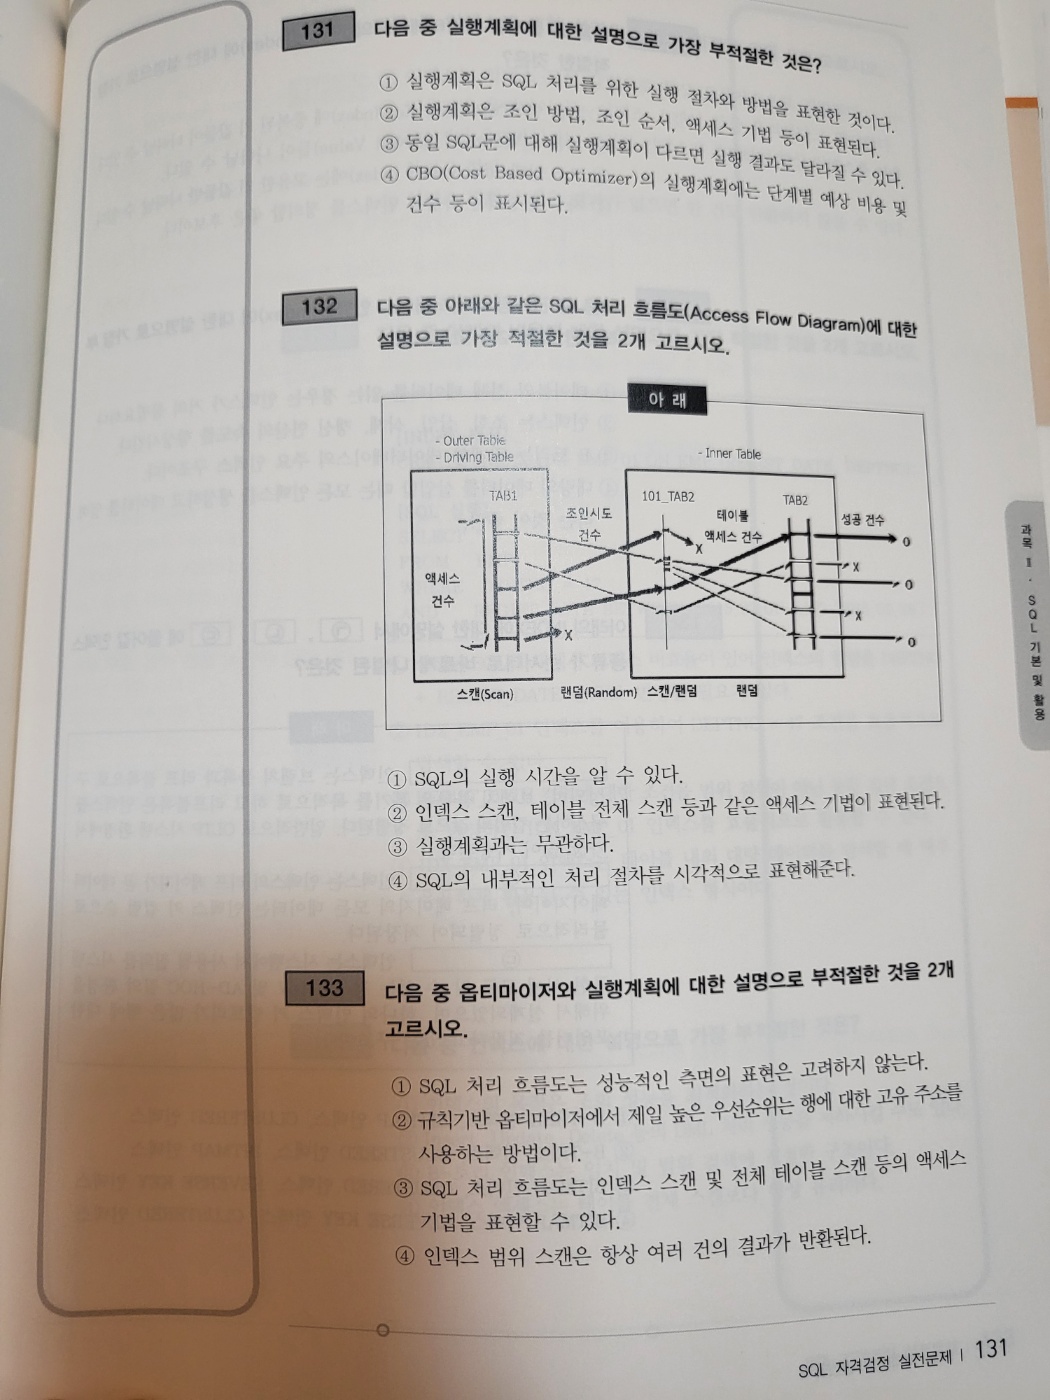 131 다음 중 실행계획에 대한 설명으로 가장 부적절한 것은?
① 실행계획은 SQL 처리를 위한 실행 절차와 방법을 표현한 것이다.
② 실행계획은 조인 방법, 조인 순서, 액세스 기법 등이 표현된다.
③ 동일 SQL문에 대해 실행계획이 다르면 실행 결과도 달라질 수 있다.
④ CBO(Cost Based Optimizer)의 실행계획에는 단계별 예상 비용 및
건수 등이 표시된다.
132 다음 중 아래와 같은 SQL 처리 흐름도(Access Flow Diagram)에 대한
설명으로 가장 적절한 것을 2개 고르시오.
아 래
- Outer Table
- Driving Table
- Inner Table
TAB1
101_TAB2
TAB2
조인시도
건수
테이블
액세스 건수
성공 건수
액세스
건수
X
X
X
X
0
0
0
스캔(Scan)
랜덤(Random)
스캔/랜덤
랜덤
① SQL의 실행 시간을 알 수 있다.
② 인덱스 스캔, 테이블 전체 스캔 등과 같은 액세스 기법이 표현된다.
③ 실행계획과는 무관하다.
④ SQL의 내부적인 처리 절차를 시각적으로 표현해준다.
133 다음 중 옵티마이저와 실행계획에 대한 설명으로 부적절한 것을 2개
고르시오.
① SQL 처리 흐름도는 성능적인 측면의 표현은 고려하지 않는다.
② 규칙기반 옵티마이저에서 제일 높은 우선순위는 행에 대한 고유 주소를
사용하는 방법이다.
③ SQL 처리 흐름도는 인덱스 스캔 및 전체 테이블 스캔 등의 액세스
기법을 표현할 수 있다.
④ 인덱스 범위 스캔은 항상 여러 건의 결과가 반환된다.
과목 Ⅱ · SQL 기본 및 활용
SQL 자격검정 실전문제 | 131